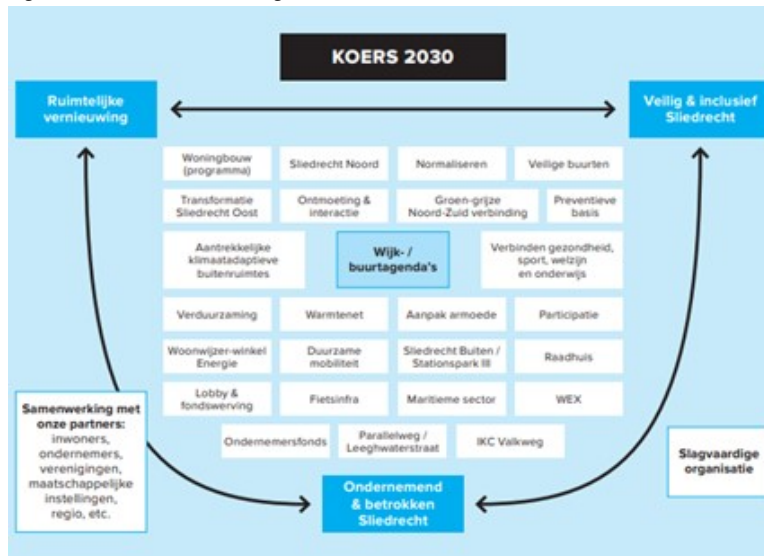 KOERS 2030
Ruimtelijke
vernieuwing
Veilig & inclusief
Sliedrecht
Woningbouw
(programma)
Sliedrecht Noord
Normaliseren
Veilige buurten
Transformatie
Sliedrecht Oost
Ontmoeting &
interactie
Groen-grijze
Noord-Zuid verbinding
Preventieve
basis
Aantrekkelijke
klimaatadaptieve
buitenruimtes
Wijk- /
buurtagenda's
Verbinden gezondheid,
sport, welzijn
en onderwijs
Verduurzaming
Warmtenet
Aanpak armoede
Participatie
Woonwijzer-winkel
Energie
Duurzame
mobiliteit
Sliedrecht Buiten /
Stationspark III
Raadhuis
Lobby &
fondswerving
Fietsinfra
Maritieme sector
WEX
Ondernemersfonds
Parallelweg /
Leeghwaterstraat
IKC Valkweg
Samenwerking met
onze partners:
inwoners,
ondernemers,
verenigingen,
maatschappelijke
instellingen,
regio, etc.
Slagvaardige
organisatie
Ondernemend
& betrokken
Sliedrecht